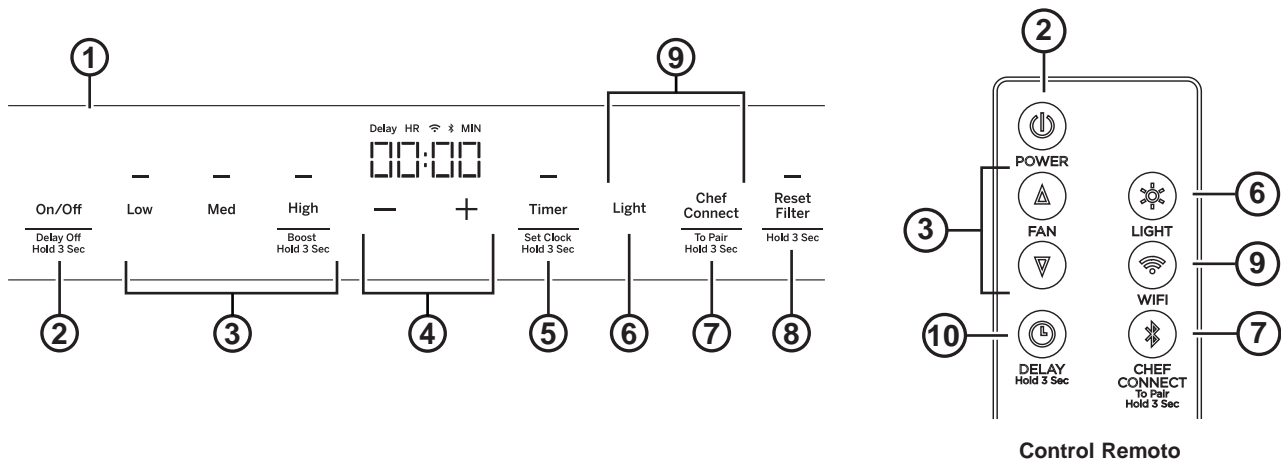 1
9
Delay HR MIN
00:00
On/Off
Delay Off
Hold 3 Sec
Low
Med
High
Boost
Hold 3 Sec
− +
Timer
Set Clock
Hold 3 Sec
Light
Chef
Connect
To Pair
Hold 3 Sec
Reset
Filter
Hold 3 Sec
2
3
4
5
6
7
8
2
POWER
3
FAN
6
LIGHT
9
WIFI
10
DELAY
Hold 3 Sec
7
CHEF
CONNECT
To Pair
Hold 3 Sec
Control Remoto